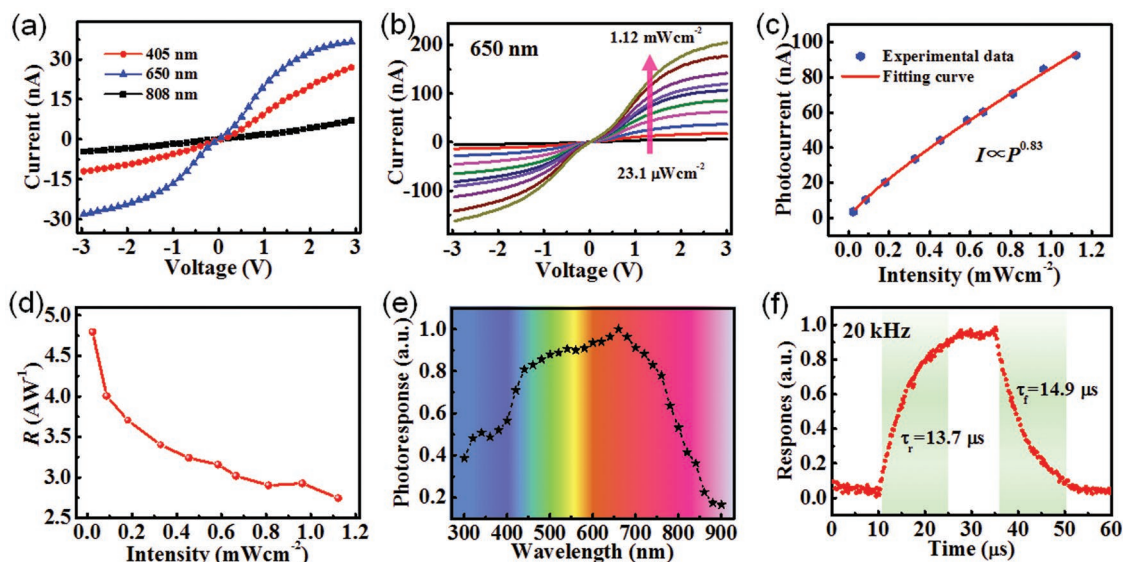 (a)
405 nm
650 nm
808 nm
30
15
0
-15
-30
Current (nA)
-3 -2 -1 0 1 2 3
Voltage (V)
(b)
650 nm
1.12 mWcm⁻²
23.1 μWcm⁻²
200
100
0
-100
Current (nA)
-3 -2 -1 0 1 2 3
Voltage (V)
(c)
Experimental data
Fitting curve
I∝P^0.83
100
80
60
40
20
0
Photocurrent (nA)
0.0 0.4 0.8 1.2
Intensity (mWcm⁻²)
(d)
5.0
4.5
4.0
3.5
3.0
2.5
R (AW⁻¹)
0.0 0.2 0.4 0.6 0.8 1.0 1.2
Intensity (mWcm⁻²)
(e)
1.0
0.8
0.6
0.4
0.2
Photoresponse (a.u.)
300 400 500 600 700 800 900
Wavelength (nm)
(f)
20 kHz
τr=13.7 μs
τf=14.9 μs
1.0
0.8
0.6
0.4
0.2
0.0
Respones (a.u.)
0 10 20 30 40 50 60
Time (μs)